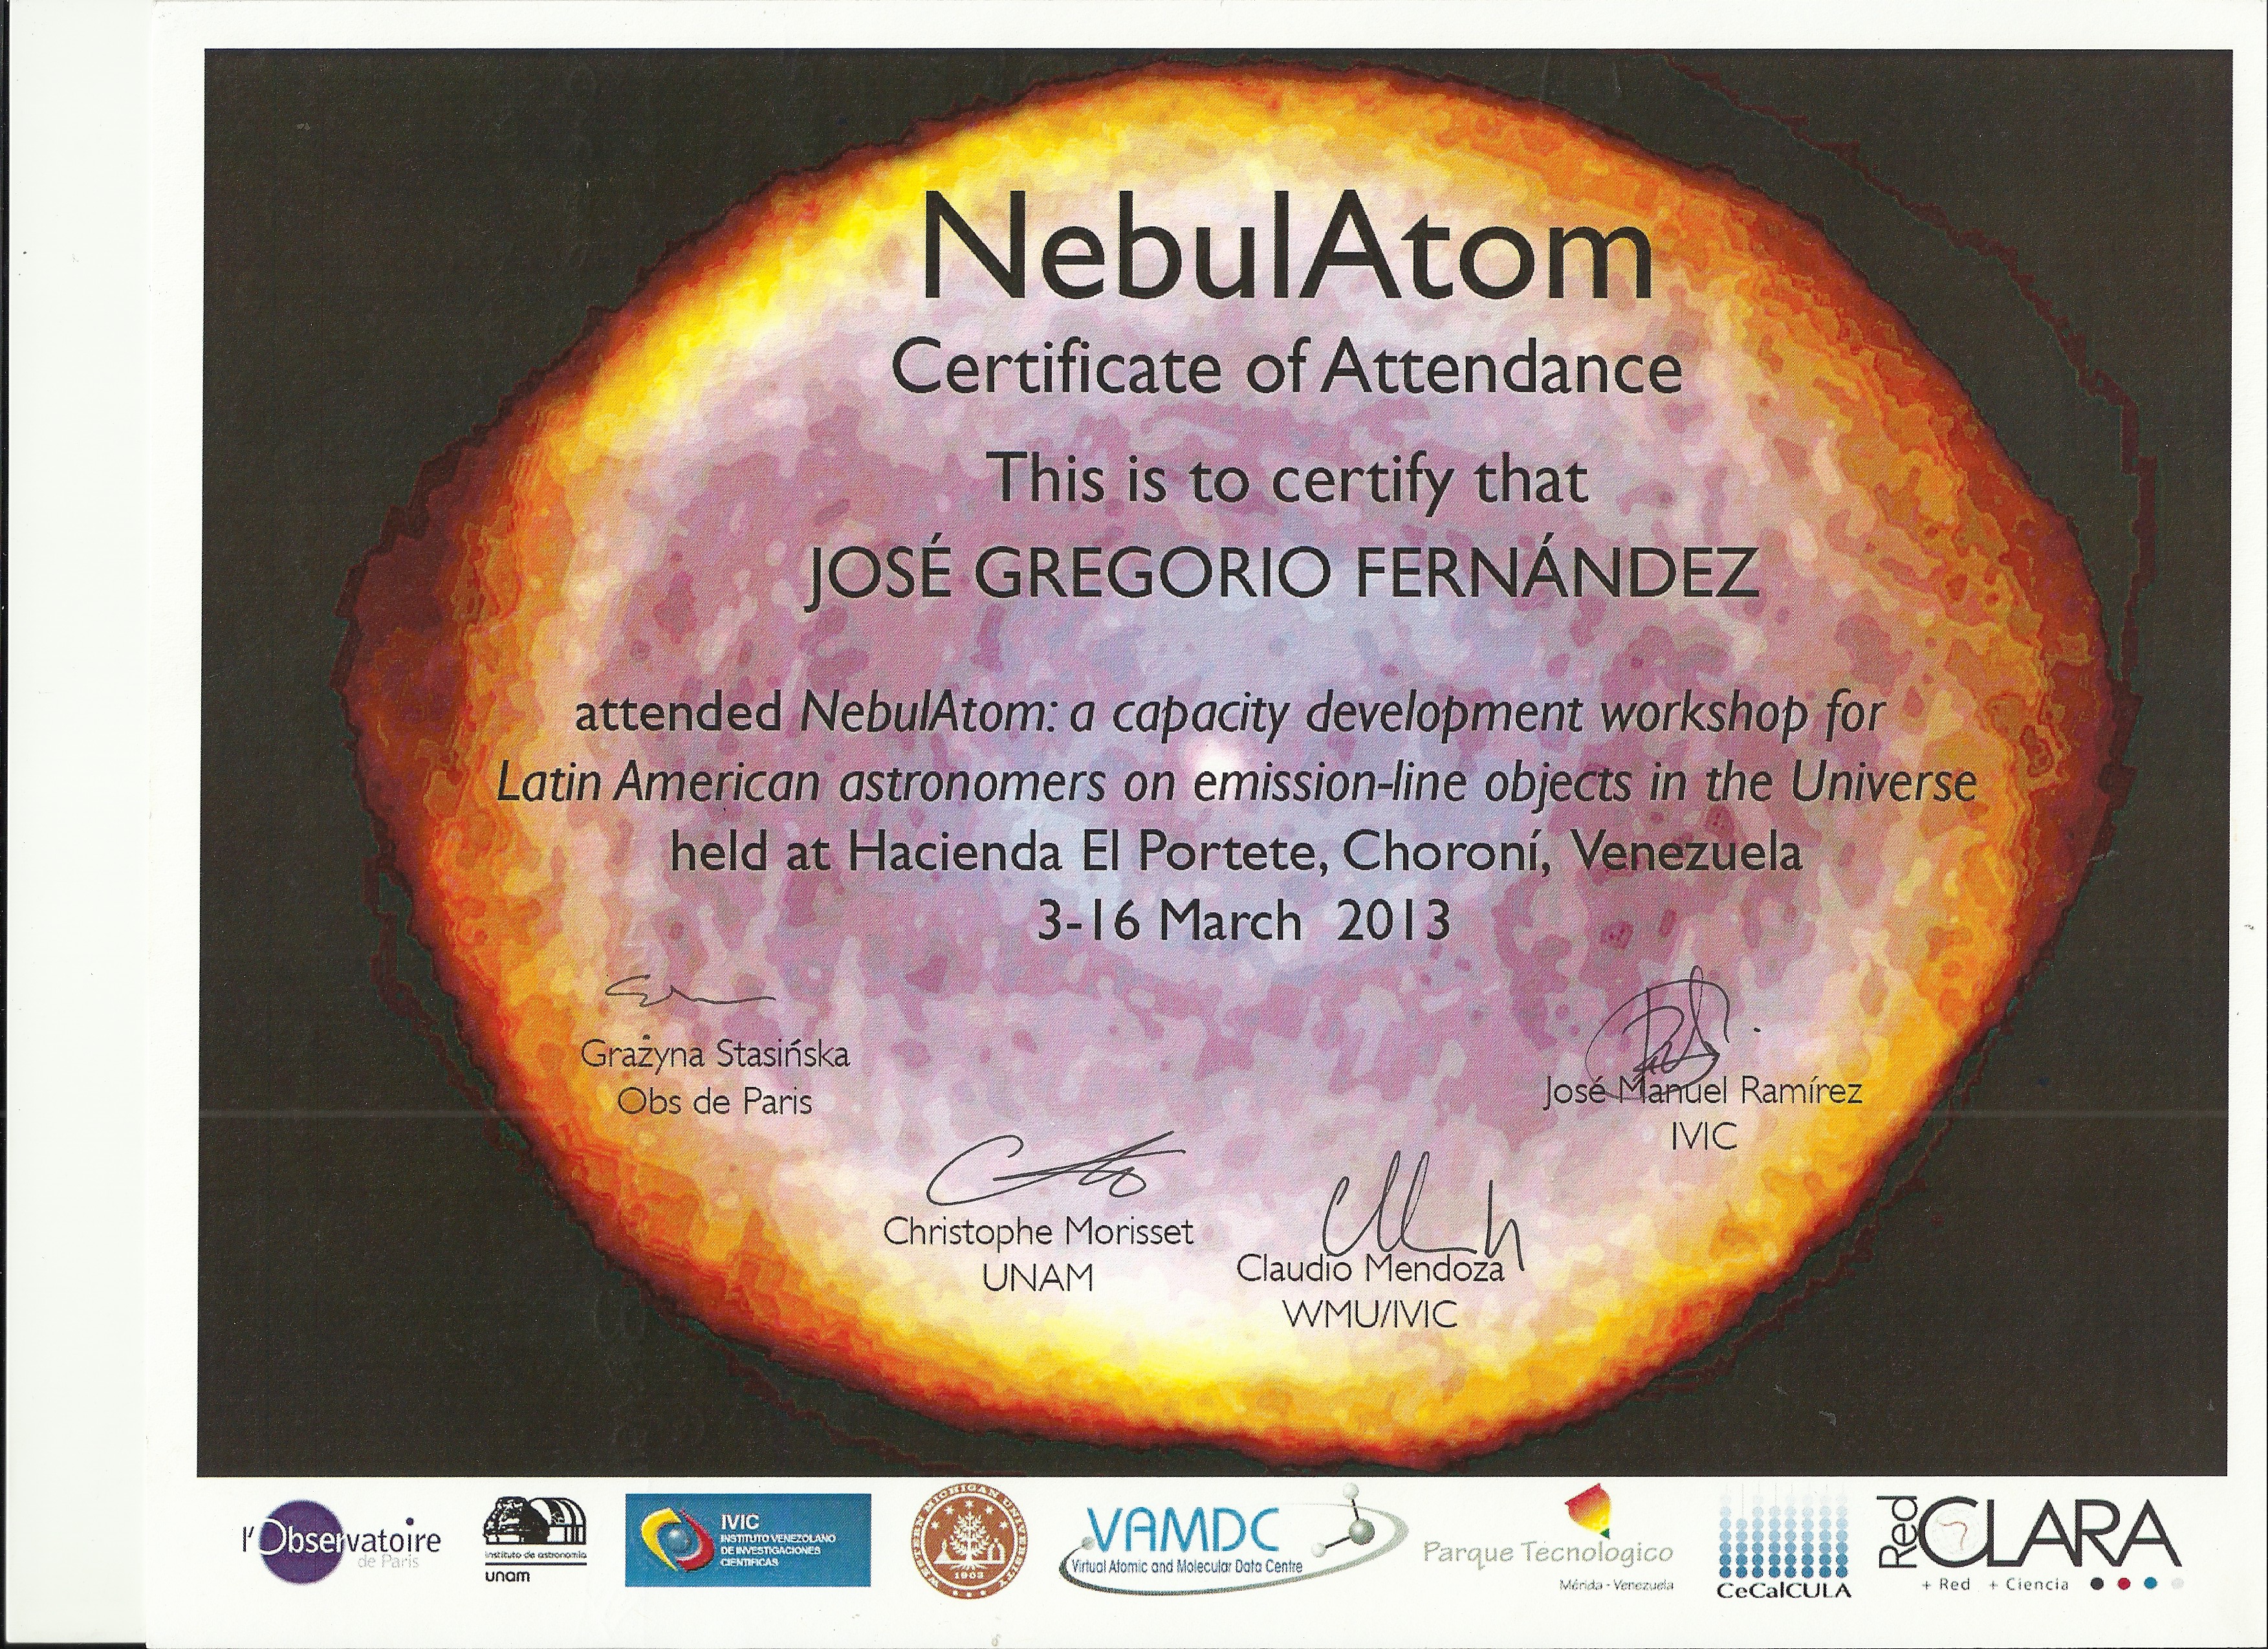 NebulAtom
Certificate of Attendance
This is to certify that
JOSÉ GREGORIO FERNÁNDEZ
attended NebulAtom: a capacity development workshop for
Latin American astronomers on emission-line objects in the Universe
held at Hacienda El Portete, Choroní, Venezuela
3-16 March 2013
Grażyna Stasińska
Obs de Paris
José Manuel Ramírez
IVIC
Christophe Morisset
UNAM
Claudio Mendoza
WMU/IVIC
l'Observatoire
de Paris
instituto de astronomía
unam
IVIC
INSTITUTO VENEZOLANO
DE INVESTIGACIONES
CIENTIFICAS
WESTERN MICHIGAN UNIVERSITY
1903
VAMDC
Virtual Atomic and Molecular Data Centre
Parque Tecnologico
Mérida - Venezuela
CeCalCULA
Red CLARA
+ Red + Ciencia